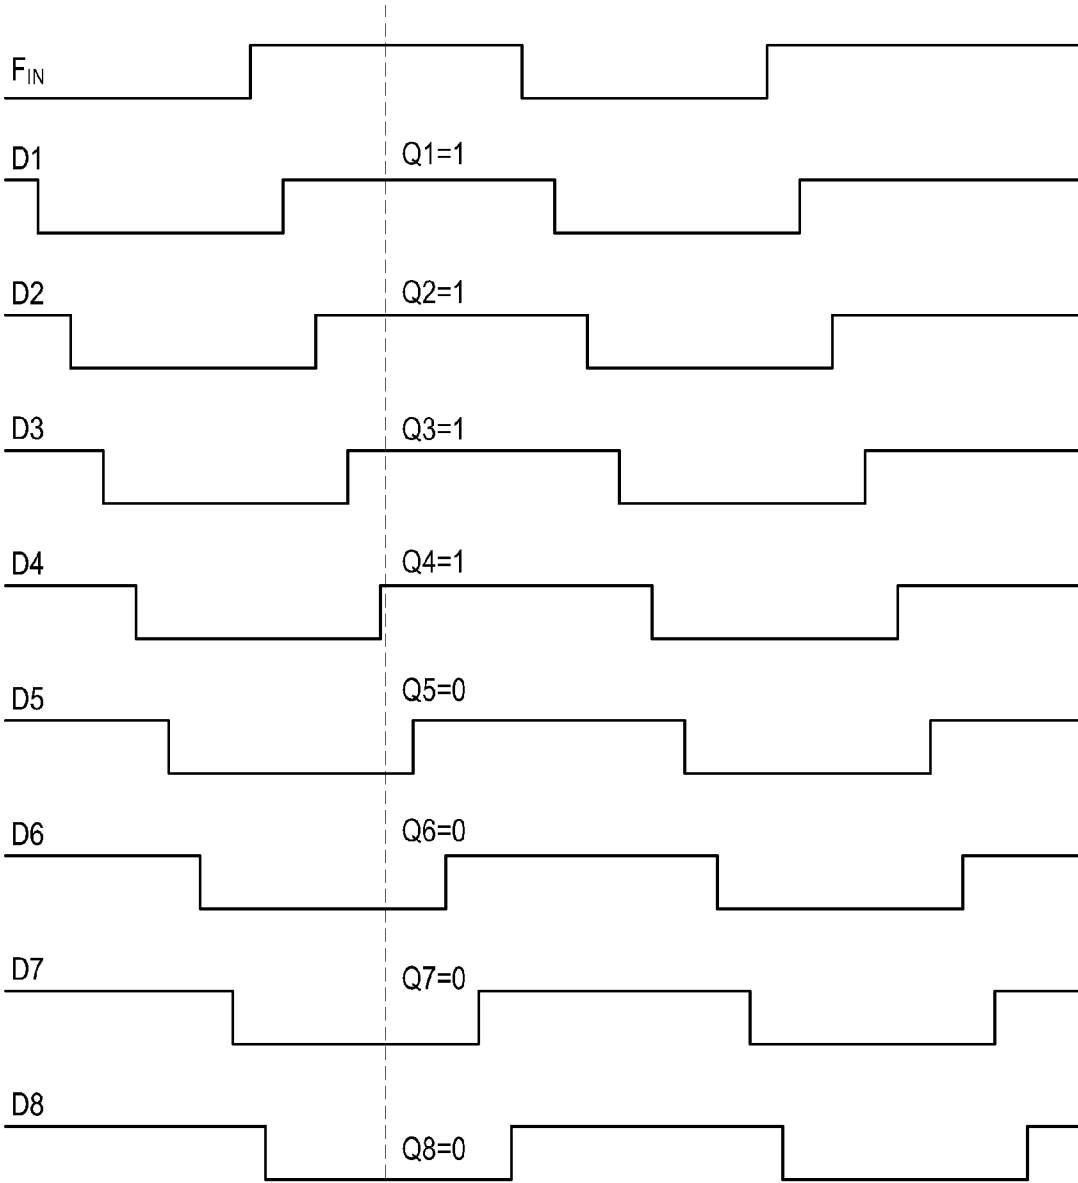 F_IN
D1 Q1=1
D2 Q2=1
D3 Q3=1
D4 Q4=1
D5 Q5=0
D6 Q6=0
D7 Q7=0
D8 Q8=0